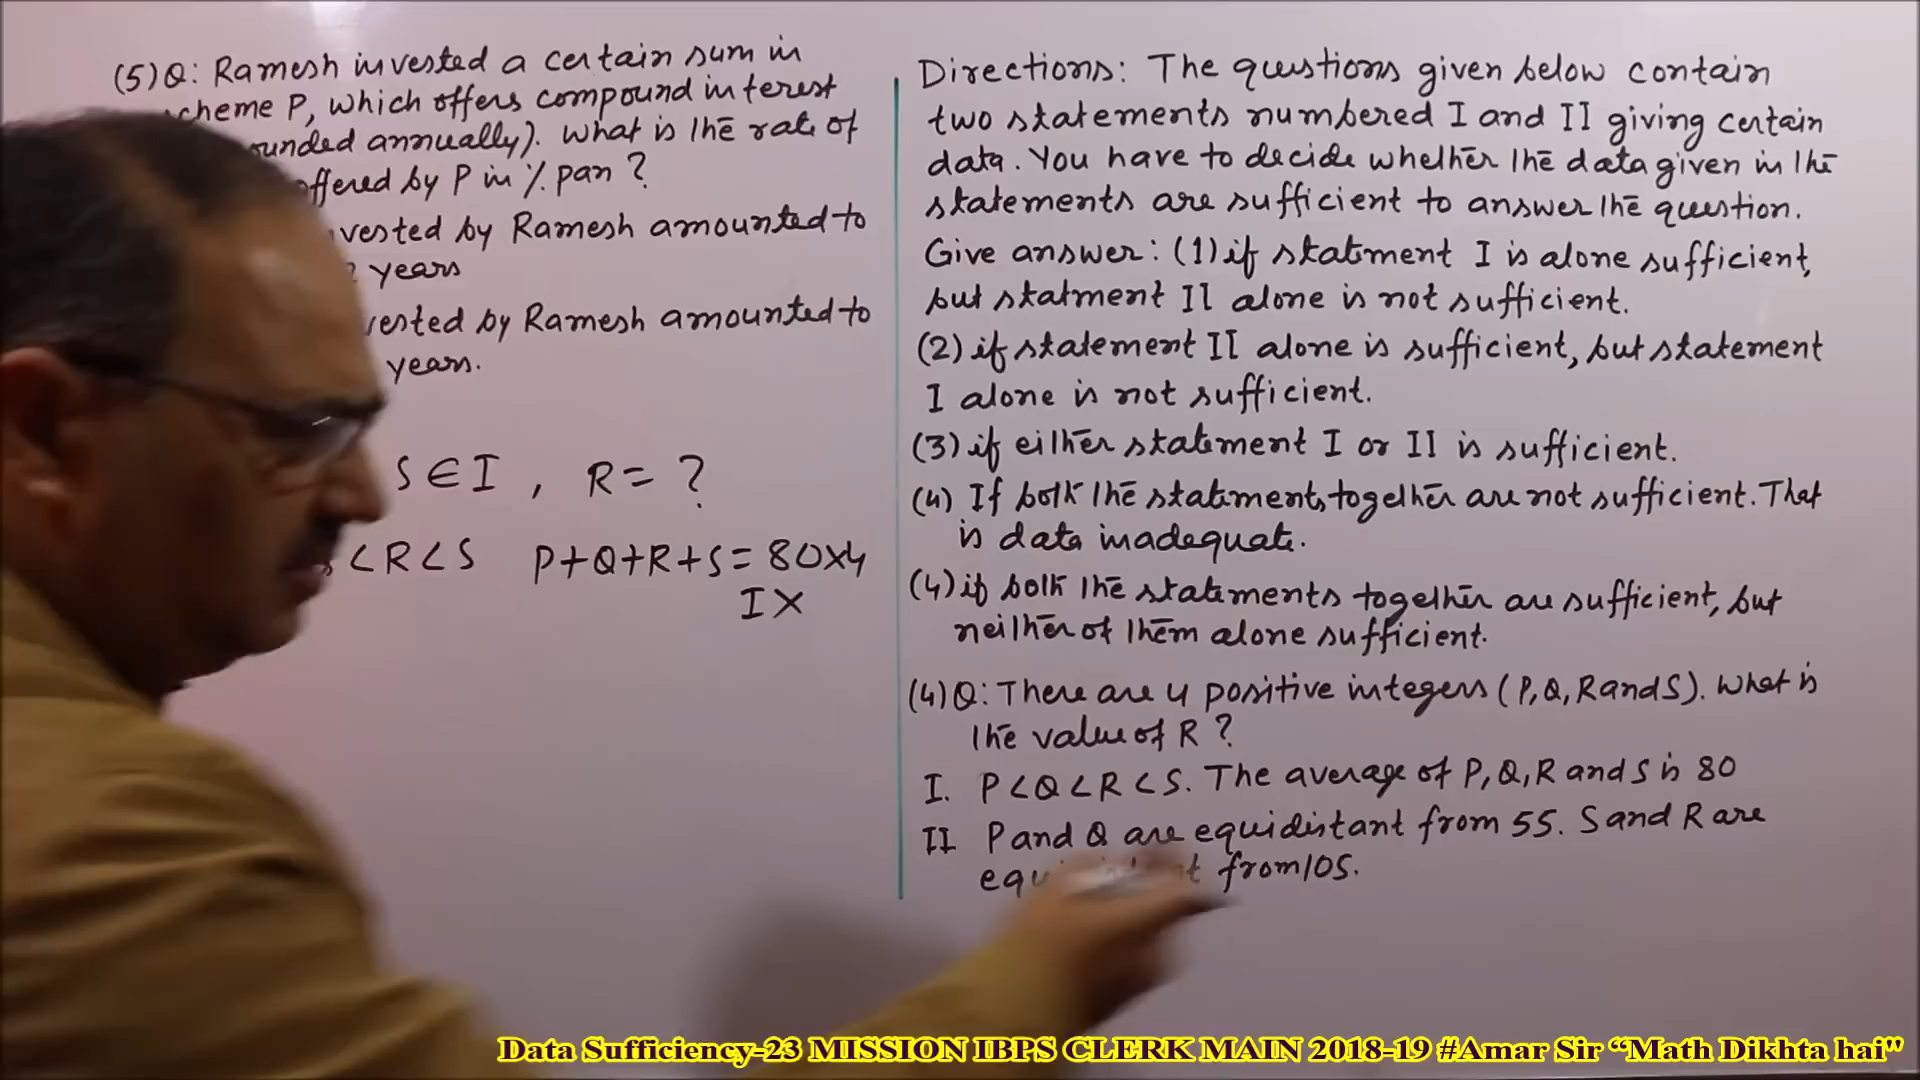 (5) Q: Ramesh invested a certain sum in
scheme P, which offers compound interest
ounded annually). What is the rate of
offered by P in % pan ?
vested by Ramesh amounted to
years
vested by Ramesh amounted to
years.
S ∈ I , R = ?
< R < S P+Q+R+S = 80×4
I ×
Directions: The questions given below contain
two statements numbered I and II giving certain
data. You have to decide whether the data given in the
statements are sufficient to answer the question.
Give answer: (1) if statement I is alone sufficient,
but statment II alone is not sufficient.
(2) if statement II alone is sufficient, but statement
I alone is not sufficient.
(3) if either statement I or II is sufficient.
(4) If both the statements together are not sufficient. That
is data inadequate.
(4) if both the statements together are sufficient, but
neither of them alone sufficient.
(4) Q: There are 4 positive integers (P, Q, R and S). What is
the value of R ?
I. P < Q < R < S. The average of P, Q, R and S is 80
II P and Q are equidistant from 55. S and R are
from 105.
Data Sufficiency-23 MISSION IBPS CLERK MAIN 2018-19 #Amar Sir “Math Dikhta hai"